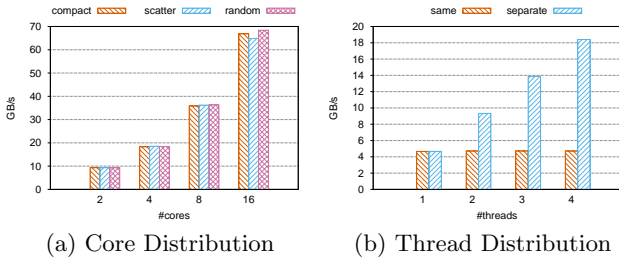 compact scatter random
70
60
50
40
30
20
10
0
GB/s
2 4 8 16
#cores
(a) Core Distribution
same separate
20
18
16
14
12
10
8
6
4
2
0
GB/s
1 2 3 4
#threads
(b) Thread Distribution